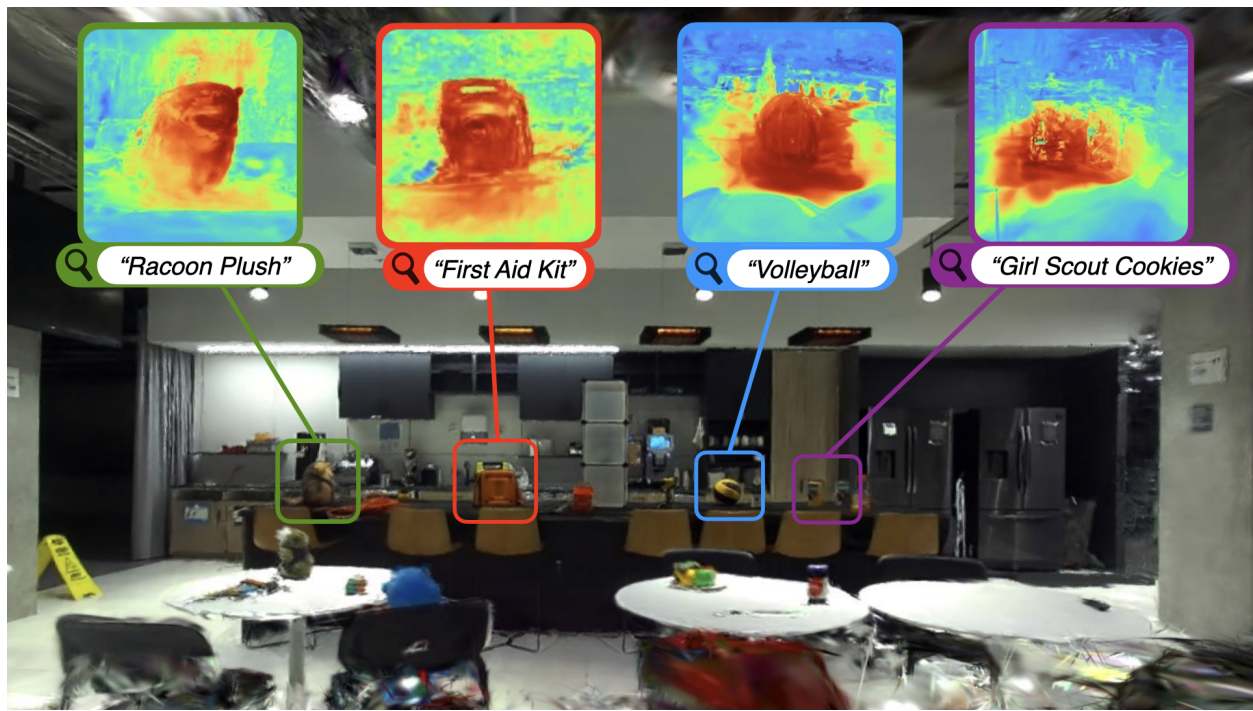 “Racoon Plush”
“First Aid Kit”
“Volleyball”
“Girl Scout Cookies”